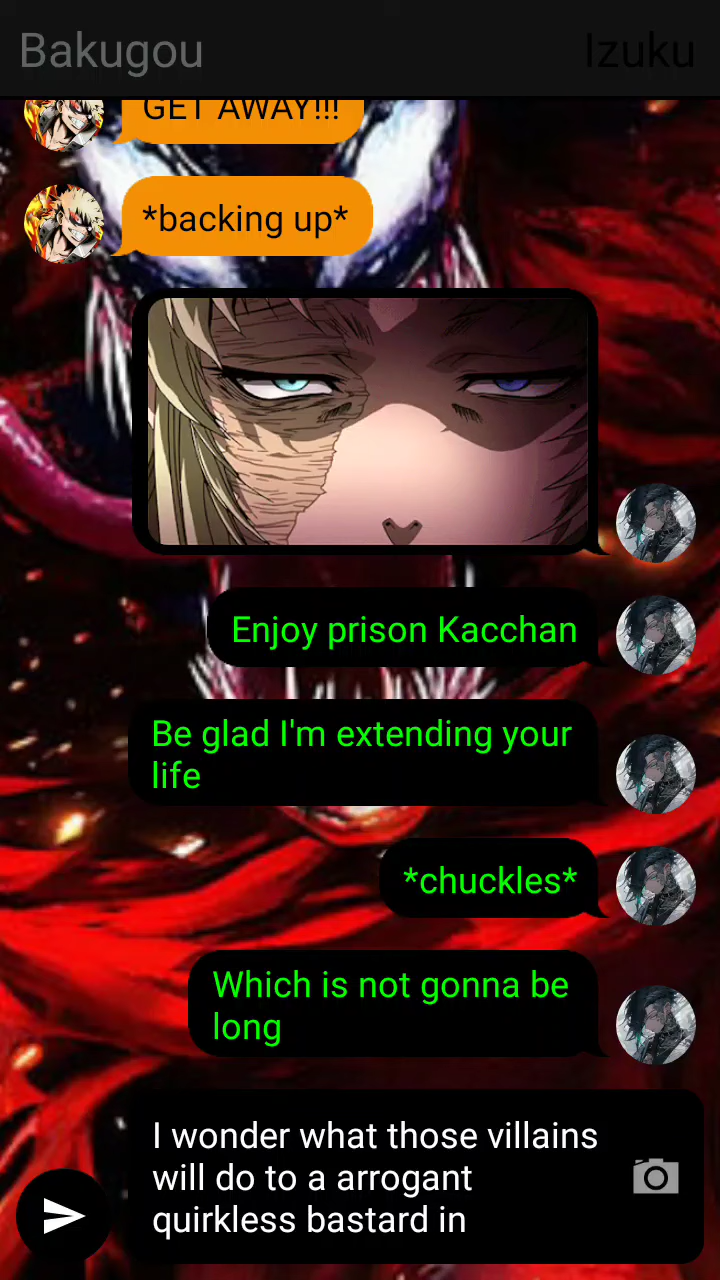 Bakugou
Izuku
GET AWAY!!!
*backing up*
Enjoy prison Kacchan
Be glad I'm extending your
life
*chuckles*
Which is not gonna be
long
I wonder what those villains
will do to a arrogant
quirkless bastard in